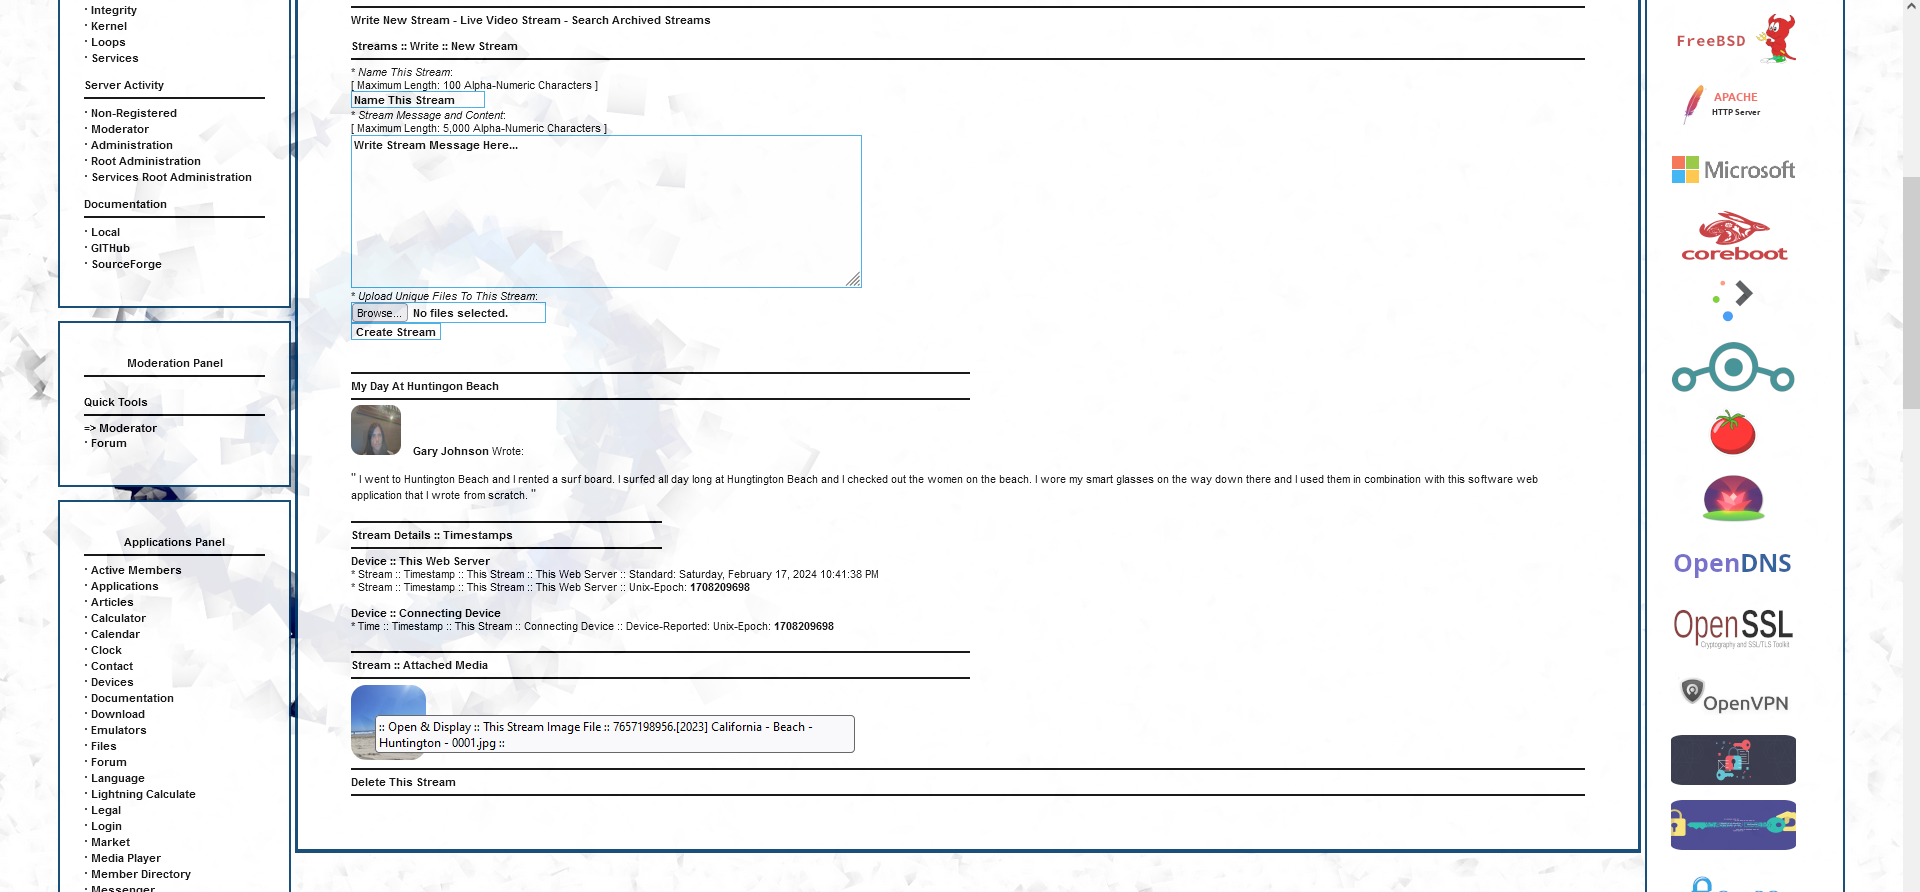 · Integrity
· Kernel
· Loops
· Services
Server Activity
· Non-Registered
· Moderator
· Administration
· Root Administration
· Services Root Administration
Documentation
· Local
· GITHub
· SourceForge
Moderation Panel
Quick Tools
=> Moderator
· Forum
Applications Panel
· Active Members
· Applications
· Articles
· Calculator
· Calendar
· Clock
· Contact
· Devices
· Documentation
· Download
· Emulators
· Files
· Forum
· Language
· Lightning Calculate
· Legal
· Login
· Market
· Media Player
· Member Directory
· Messenger
Write New Stream - Live Video Stream - Search Archived Streams
Streams :: Write :: New Stream
* Name This Stream:
[ Maximum Length: 100 Alpha-Numeric Characters ]
Name This Stream
* Stream Message and Content:
[ Maximum Length: 5,000 Alpha-Numeric Characters ]
Write Stream Message Here...
* Upload Unique Files To This Stream:
Browse... No files selected.
Create Stream
My Day At Huntingon Beach
Gary Johnson Wrote:
" I went to Huntington Beach and I rented a surf board. I surfed all day long at Hungtington Beach and I checked out the women on the beach. I wore my smart glasses on the way down there and I used them in combination with this software web
application that I wrote from scratch. "
Stream Details :: Timestamps
Device :: This Web Server
* Stream :: Timestamp :: This Stream :: This Web Server :: Standard: Saturday, February 17, 2024 10:41:38 PM
* Stream :: Timestamp :: This Stream :: This Web Server :: Unix-Epoch: 1708209698
Device :: Connecting Device
* Time :: Timestamp :: This Stream :: Connecting Device :: Device-Reported: Unix-Epoch: 1708209698
Stream :: Attached Media
:: Open & Display :: This Stream Image File :: 7657198956.[2023] California - Beach -
Huntington - 0001.jpg ::
Delete This Stream
FreeBSD
APACHE
HTTP Server
Microsoft
coreboot
OpenDNS
OpenSSL
Cryptography and SSL/TLS Toolkit
OpenVPN